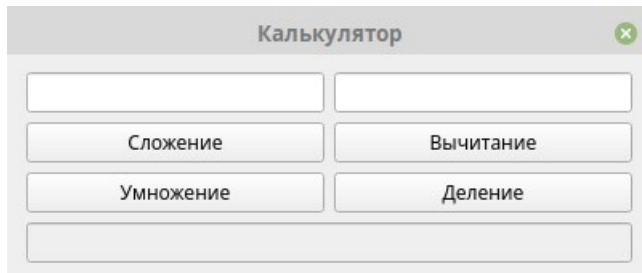 Калькулятор
Сложение Вычитание
Умножение Деление